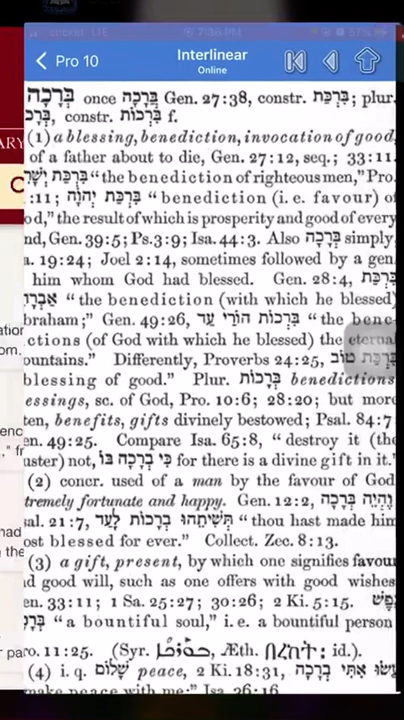 7:36 PM
57%
Pro 10
Interlinear
Online
בְּרָכָה once בֲּרָכָה Gen. 27:38, constr. בִּרְכַּת; plur.
constr. בִּרְכוֹת f.
(1) a blessing, benediction, invocation of good,
of a father about to die, Gen. 27:12, seq.; 33:11.
"the benediction of righteous men," Pro.
:11; בִּרְכַּת יְהוָֹה "benediction (i. e. favour) of
d," the result of which is prosperity and good of every
nd, Gen. 39:5; Ps. 3:9; Isa. 44:3. Also בְּרָכָה simply,
a. 19:24; Joel 2:14, sometimes followed by a gen.
him whom God had blessed. Gen. 28:4, בִּרְכַּת
"the benediction (with which he blessed)
braham;" Gen. 49:26, בִּרְכוֹת הוֹרֵי עַד "the bene-
ctions (of God with which he blessed) the eternal
ountains." Differently, Proverbs 24:25, בִּרְכַּת טוֹב
blessing of good." Plur. בְּרָכוֹת benedictions
essings, sc. of God, Pro. 10:6; 28:20; but more
ten, benefits, gifts divinely bestowed; Psal. 84:7
en. 49:25. Compare Isa. 65:8, "destroy it (the
uster) not, כִּי בְרָכָה בּוֹ for there is a divine gift in it."
(2) concr. used of a man by the favour of God
tremely fortunate and happy. Gen. 12:2, וֶהְיֵה בְּרָכָה
sal. 21:7, תְּשִׁיתֵהוּ בְרָכוֹת לָעַד "thou hast made him
ost blessed for ever." Collect. Zec. 8:13.
(3) a gift, present, by which one signifies favour
d good will, such as one offers with good wishes
en. 33:11; 1 Sa. 25:27; 30:26; 2 Ki. 5:15. נֶפֶשׁ
"a bountiful soul," i. e. a bountiful person
ro. 11:25. (Syr. Æth. በረከት: id.).
(4) i. q. שָׁלוֹם peace, 2 Ki. 18:31, עֲשׂוּ אִתִּי בְרָכָה
make peace with me;" Isa. 36:16